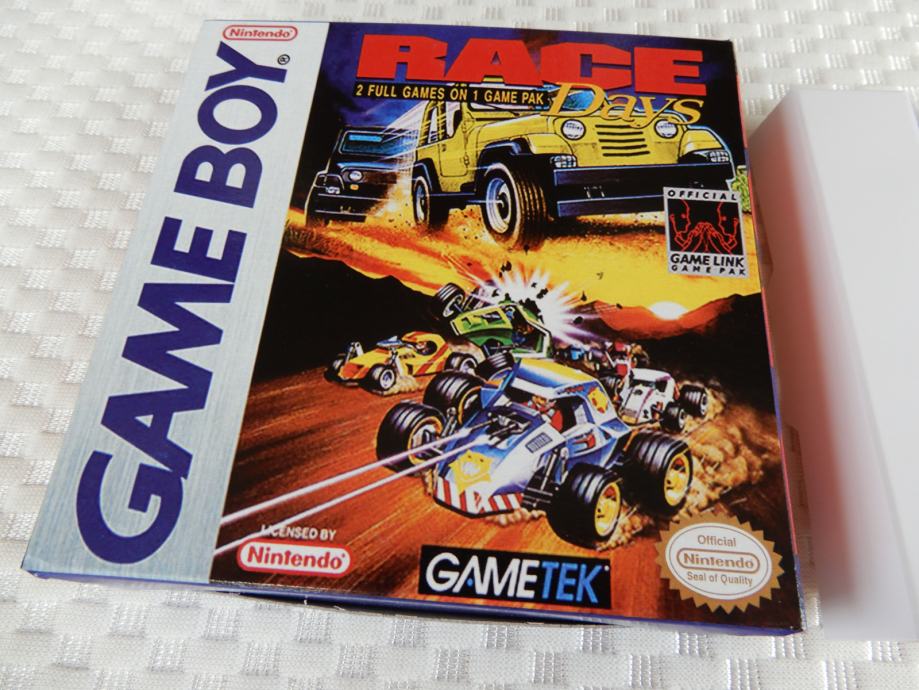 Nintendo
GAME BOY®
RACE
Days
2 FULL GAMES ON 1 GAME PAK
OFFICIAL
GAME LINK
GAME PAK
LICENSED BY
Nintendo®
GAMETEK
Official
Nintendo
Seal of Quality